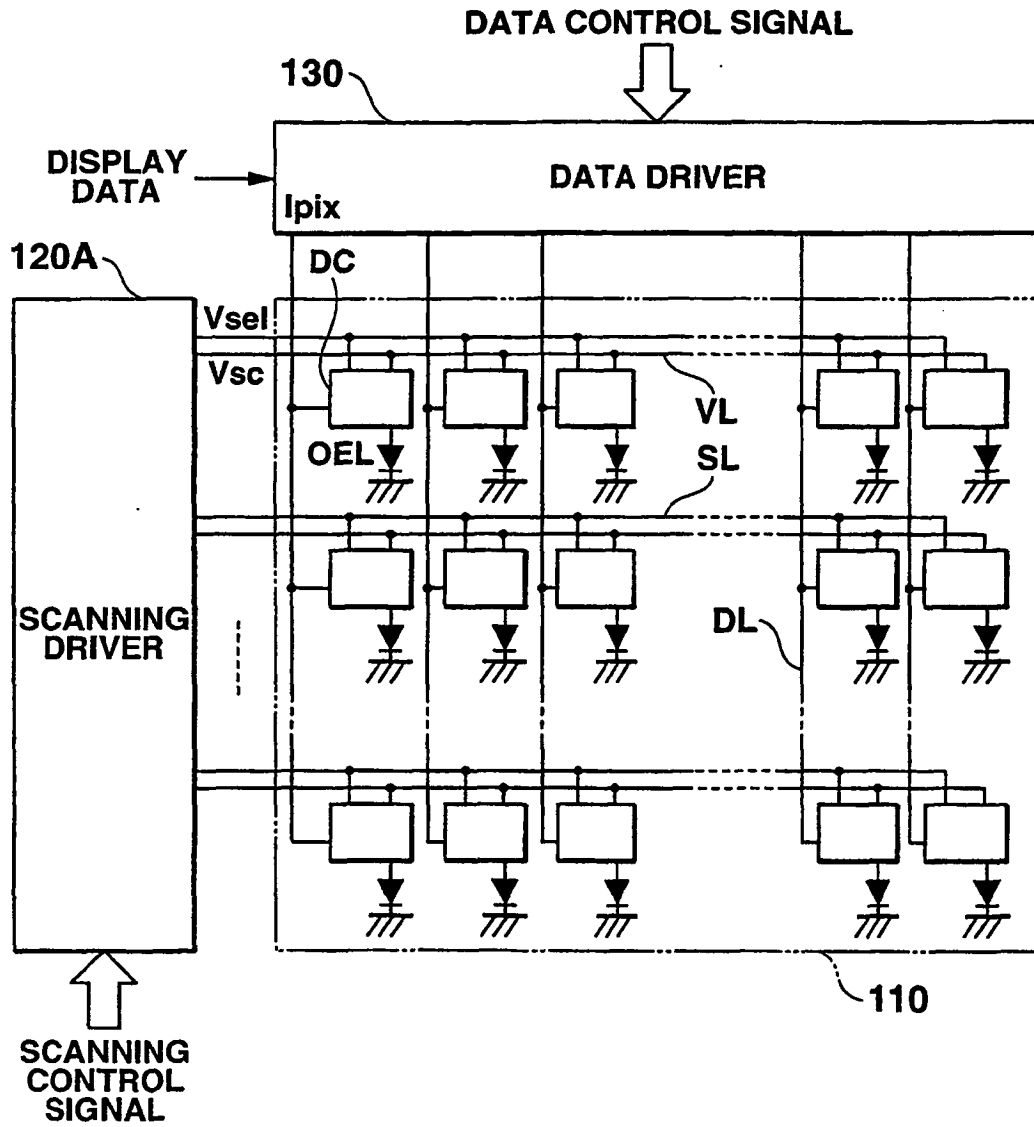 DATA CONTROL SIGNAL
130
DISPLAY
DATA
DATA DRIVER
Ipix
120A
DC
Vsel
Vsc
VL
OEL
SL
SCANNING
DRIVER
DL
110
SCANNING
CONTROL
SIGNAL